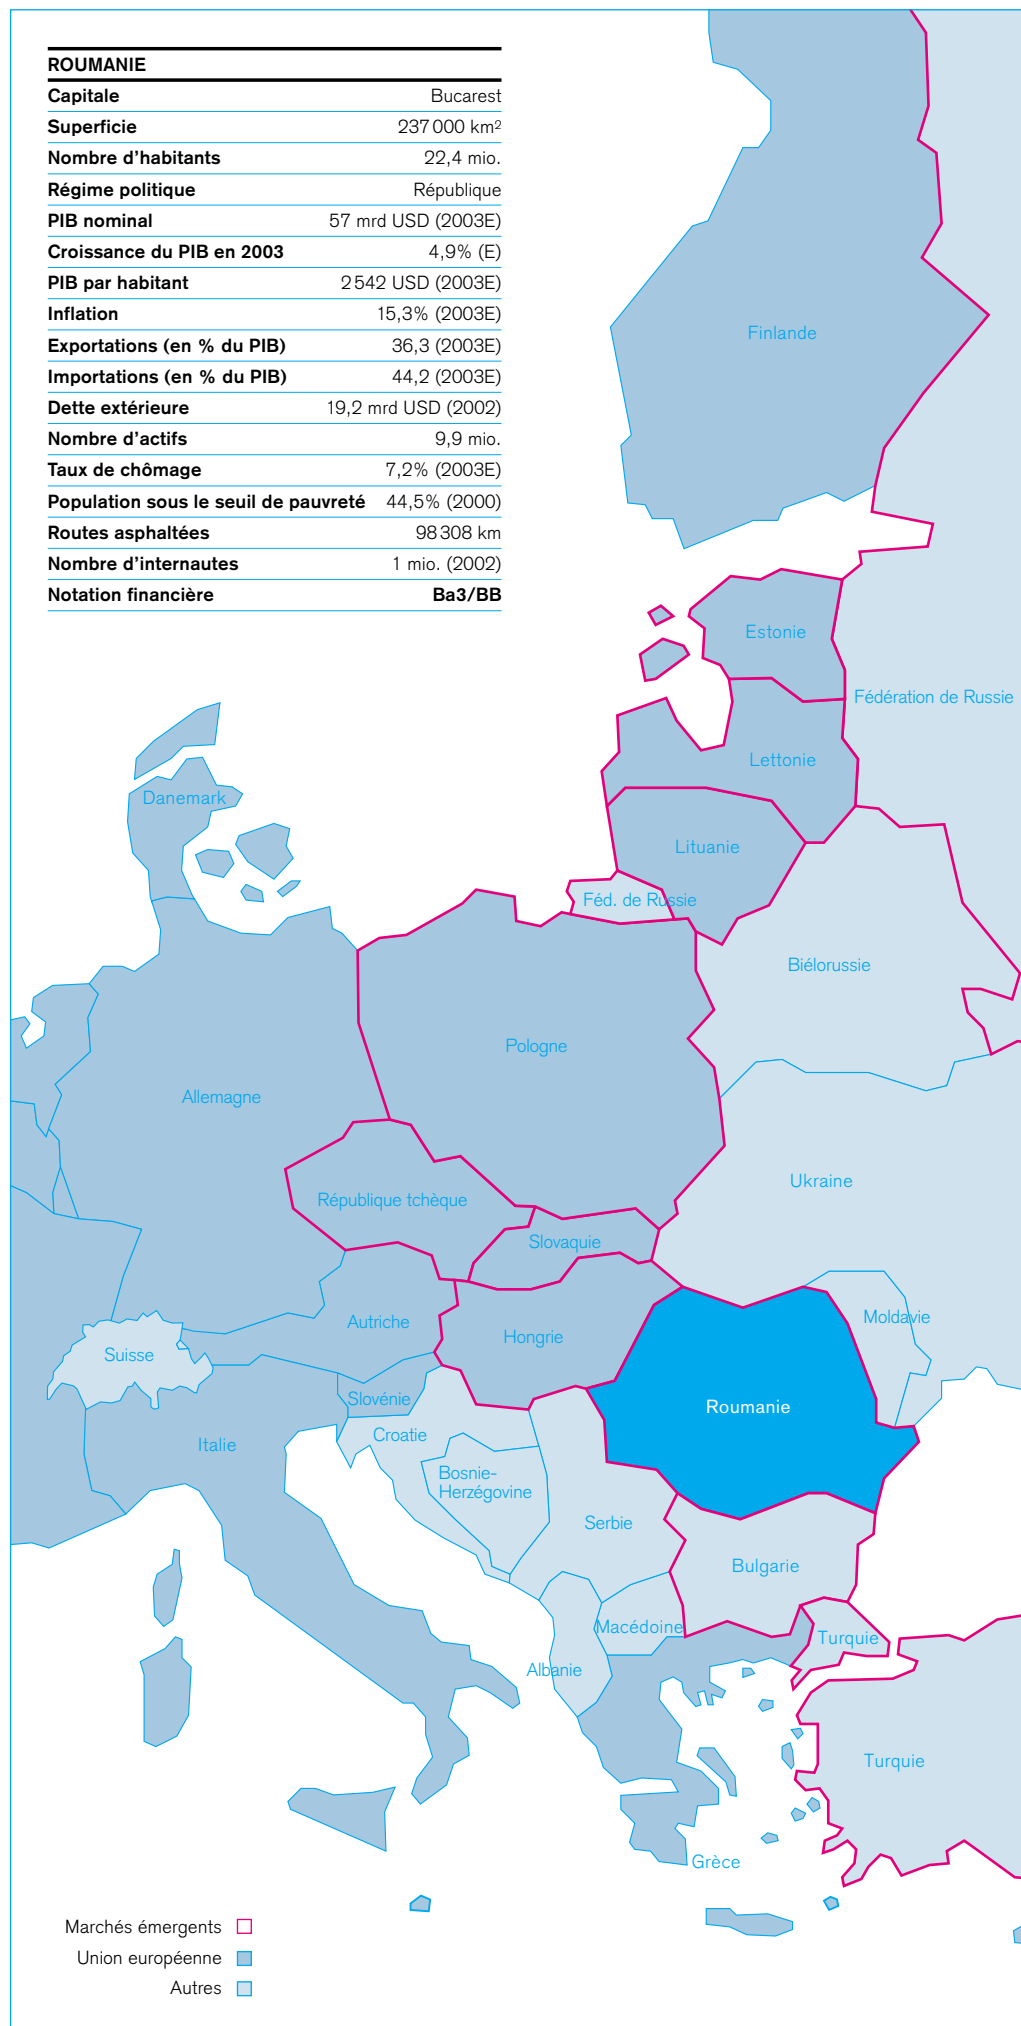 ROUMANIE
Capitale Bucarest
Superficie 237 000 km²
Nombre d’habitants 22,4 mio.
Régime politique République
PIB nominal 57 mrd USD (2003E)
Croissance du PIB en 2003 4,9% (E)
PIB par habitant 2 542 USD (2003E)
Inflation 15,3% (2003E)
Exportations (en % du PIB) 36,3 (2003E)
Importations (en % du PIB) 44,2 (2003E)
Dette extérieure 19,2 mrd USD (2002)
Nombre d’actifs 9,9 mio.
Taux de chômage 7,2% (2003E)
Population sous le seuil de pauvreté 44,5% (2000)
Routes asphaltées 98 308 km
Nombre d’internautes 1 mio. (2002)
Notation financière Ba3/BB
Finlande
Estonie
Fédération de Russie
Lettonie
Danemark
Lituanie
Féd. de Russie
Biélorussie
Pologne
Allemagne
Ukraine
République tchèque
Slovaquie
Moldavie
Autriche
Hongrie
Suisse
Slovénie
Roumanie
Croatie
Italie
Bosnie-
Herzégovine
Serbie
Bulgarie
Macédoine
Turquie
Albanie
Turquie
Grèce
Marchés émergents
Union européenne
Autres